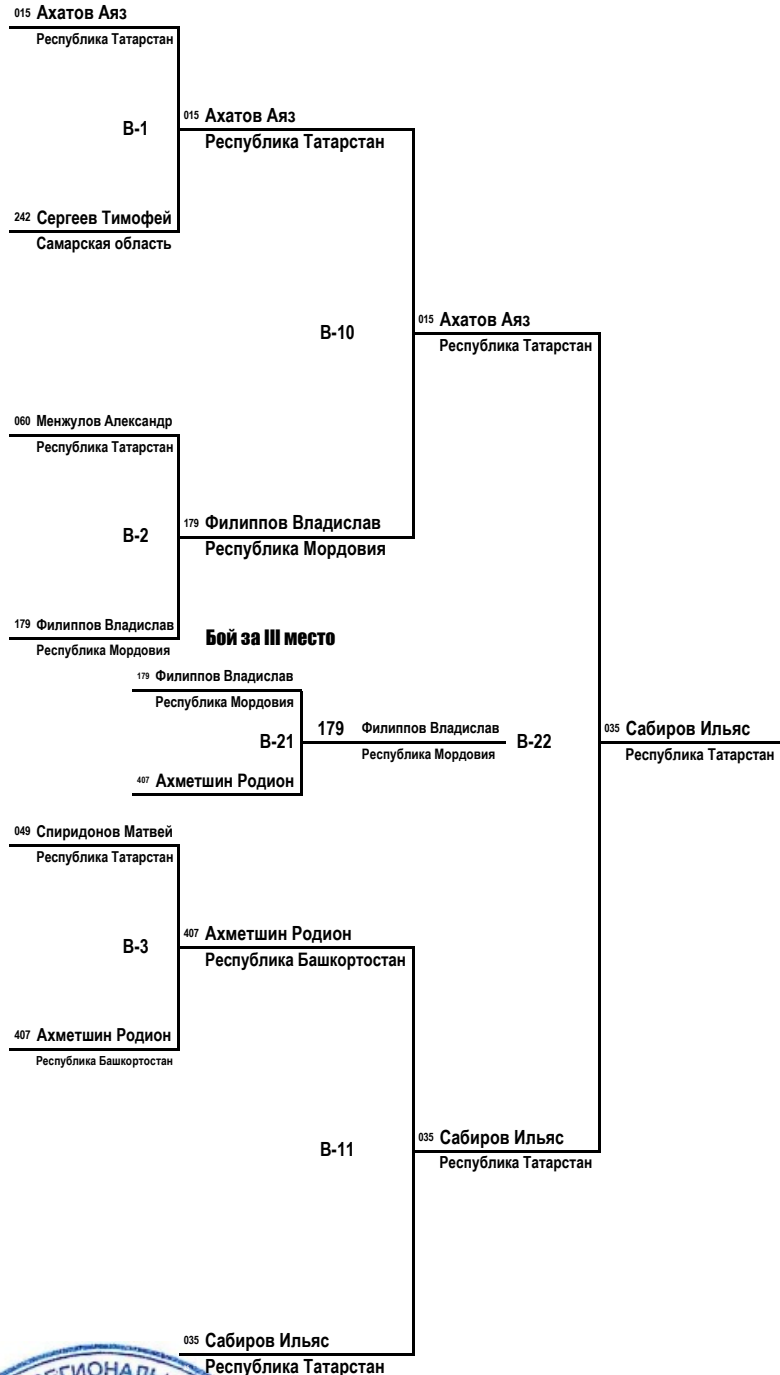 015 Ахатов Аяз
Республика Татарстан
015 Ахатов Аяз
B-1
Республика Татарстан
242 Сергеев Тимофей
Самарская область
015 Ахатов Аяз
B-10
Республика Татарстан
060 Менжулов Александр
Республика Татарстан
179 Филиппов Владислав
B-2
Республика Мордовия
179 Филиппов Владислав
Республика Мордовия
Бой за III место
179 Филиппов Владислав
Республика Мордовия
B-21
179 Филиппов Владислав
Республика Мордовия
B-22
035 Сабиров Ильяс
Республика Татарстан
407 Ахметшин Родион
049 Спиридонов Матвей
Республика Татарстан
407 Ахметшин Родион
B-3
Республика Башкортостан
407 Ахметшин Родион
Республика Башкортостан
035 Сабиров Ильяс
B-11
Республика Татарстан
035 Сабиров Ильяс
Республика Татарстан